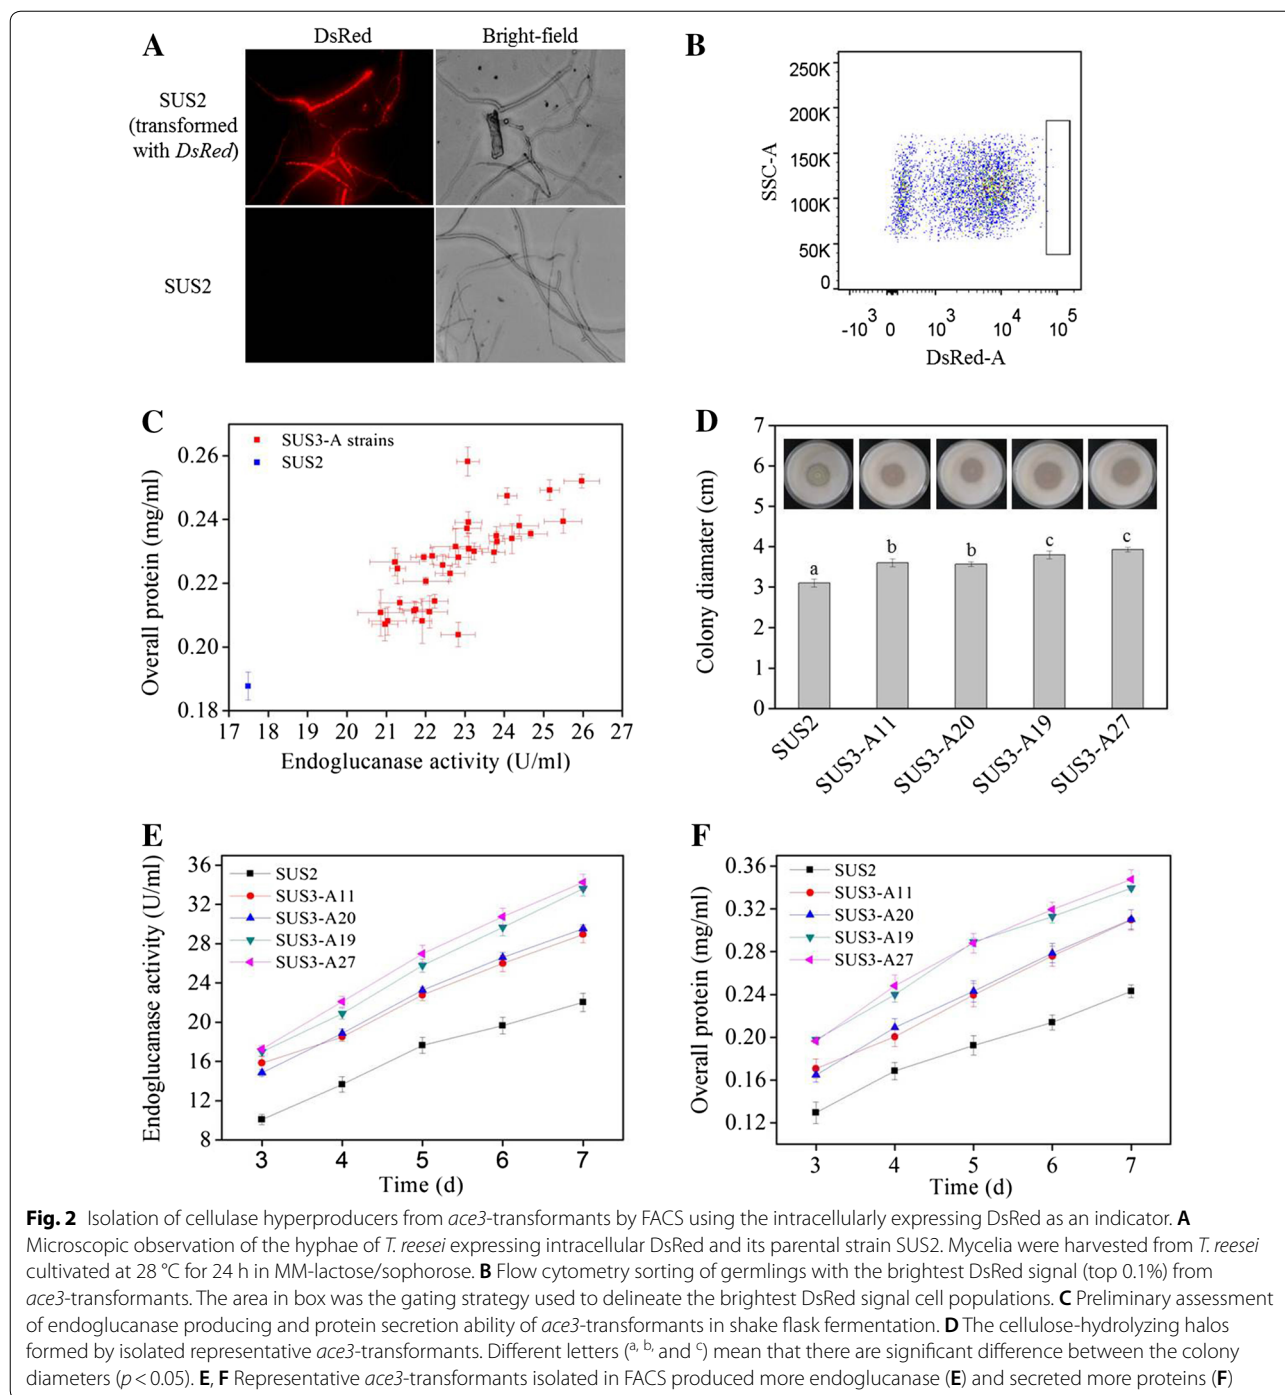 A
DsRed
Bright-field
SUS2
(transformed
with DsRed)
SUS2
B
250K
200K
150K
100K
50K
0
SSC-A
-10^3 0 10^3 10^4 10^5
DsRed-A
C
SUS3-A strains
SUS2
0.26
0.24
0.22
0.20
0.18
Overall protein (mg/ml)
17 18 19 20 21 22 23 24 25 26 27
Endoglucanase activity (U/ml)
D
7
6
5
4
3
2
1
0
Colony diamater (cm)
a
b
b
c
c
SUS2
SUS3-A11
SUS3-A20
SUS3-A19
SUS3-A27
E
SUS2
SUS3-A11
SUS3-A20
SUS3-A19
SUS3-A27
36
32
28
24
20
16
12
8
Endoglucanase activity (U/ml)
3 4 5 6 7
Time (d)
F
SUS2
SUS3-A11
SUS3-A20
SUS3-A19
SUS3-A27
0.36
0.32
0.28
0.24
0.20
0.16
0.12
Overall protein (mg/ml)
3 4 5 6 7
Time (d)
Fig. 2 Isolation of cellulase hyperproducers from ace3-transformants by FACS using the intracellularly expressing DsRed as an indicator. A
Microscopic observation of the hyphae of T. reesei expressing intracellular DsRed and its parental strain SUS2. Mycelia were harvested from T. reesei
cultivated at 28 °C for 24 h in MM-lactose/sophorose. B Flow cytometry sorting of germlings with the brightest DsRed signal (top 0.1%) from
ace3-transformants. The area in box was the gating strategy used to delineate the brightest DsRed signal cell populations. C Preliminary assessment
of endoglucanase producing and protein secretion ability of ace3-transformants in shake flask fermentation. D The cellulose-hydrolyzing halos
formed by isolated representative ace3-transformants. Different letters (a, b, and c) mean that there are significant difference between the colony
diameters (p < 0.05). E, F Representative ace3-transformants isolated in FACS produced more endoglucanase (E) and secreted more proteins (F)